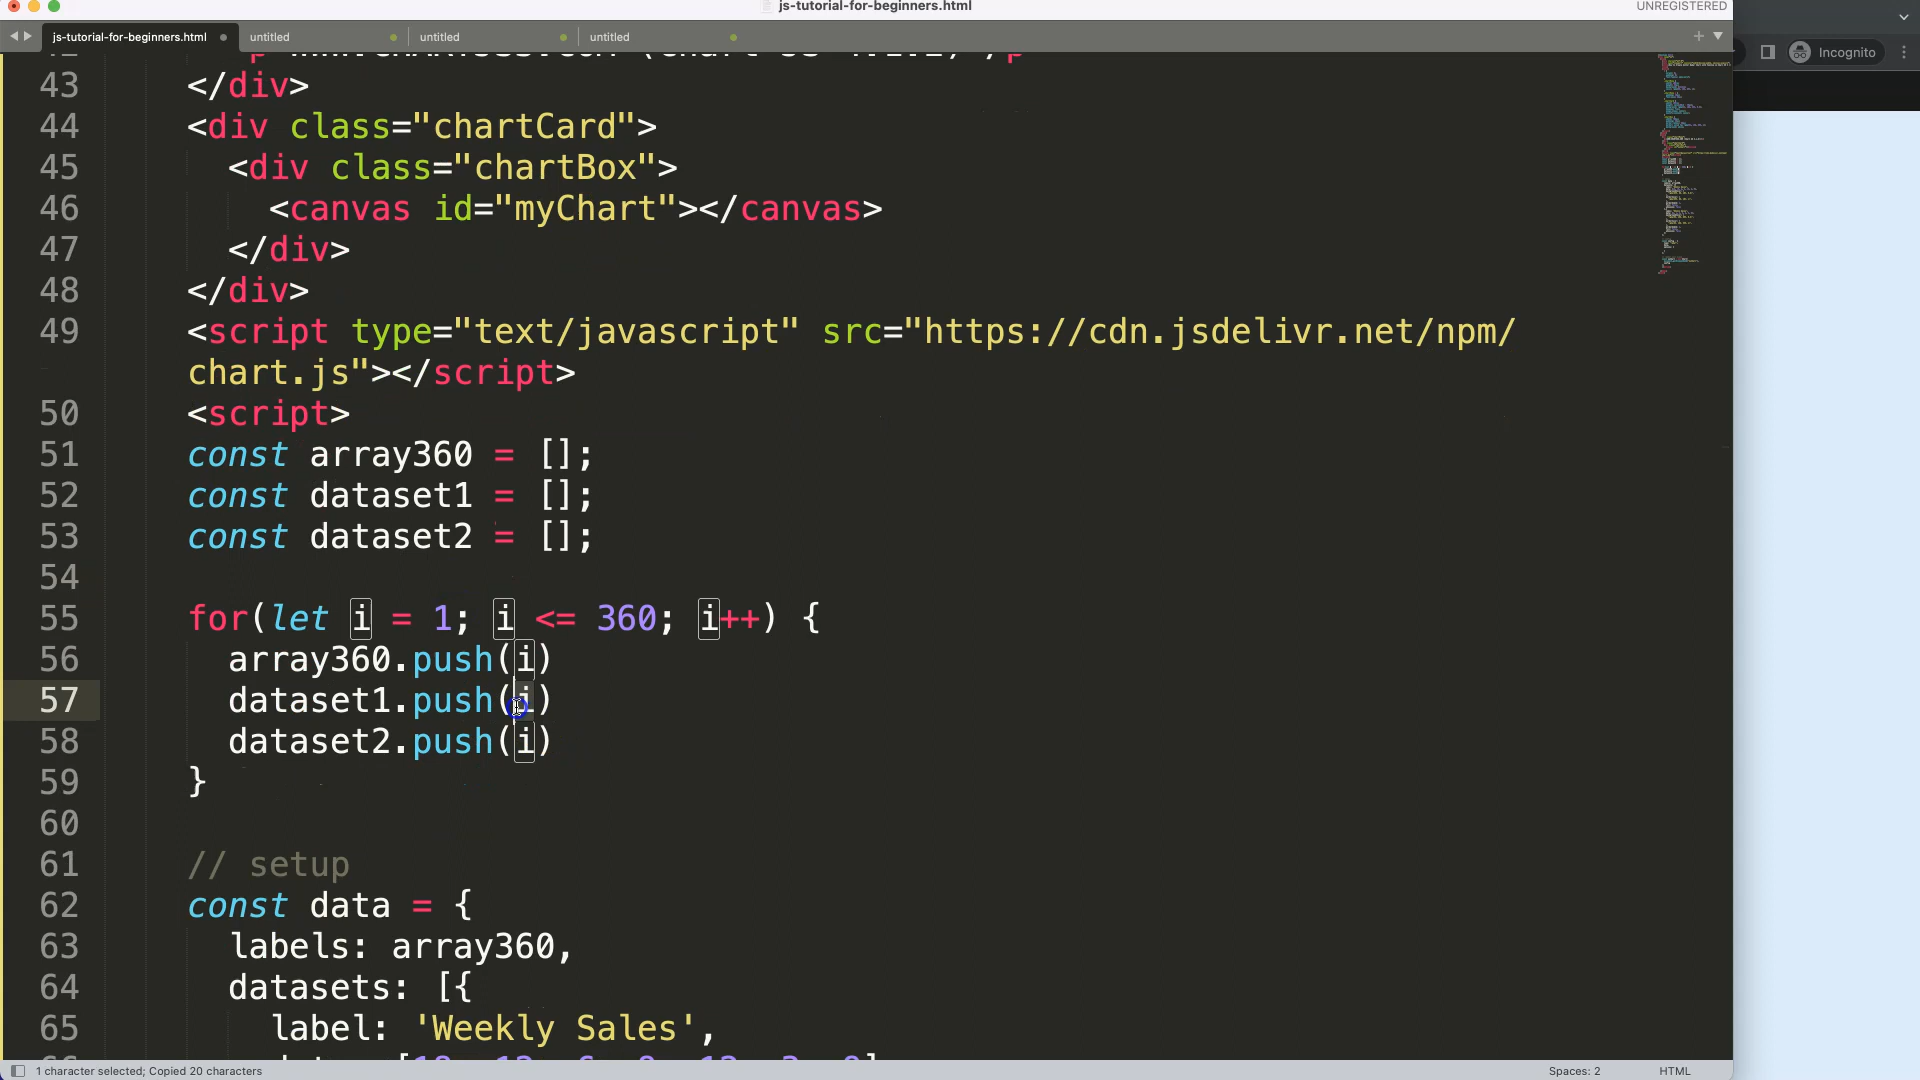 js-tutorial-for-beginners.html
UNREGISTERED
js-tutorial-for-beginners.html
untitled
untitled
untitled
Incognito
43 </div>
44 <div class="chartCard">
45 <div class="chartBox">
46 <canvas id="myChart"></canvas>
47 </div>
48 </div>
49 <script type="text/javascript" src="https://cdn.jsdelivr.net/npm/
chart.js"></script>
50 <script>
51 const array360 = [];
52 const dataset1 = [];
53 const dataset2 = [];
54
55 for(let i = 1; i <= 360; i++) {
56 array360.push(i)
57 dataset1.push(i)
58 dataset2.push(i)
59 }
60
61 // setup
62 const data = {
63 labels: array360,
64 datasets: [{
65 label: 'Weekly Sales',
1 character selected; Copied 20 characters
Spaces: 2
HTML